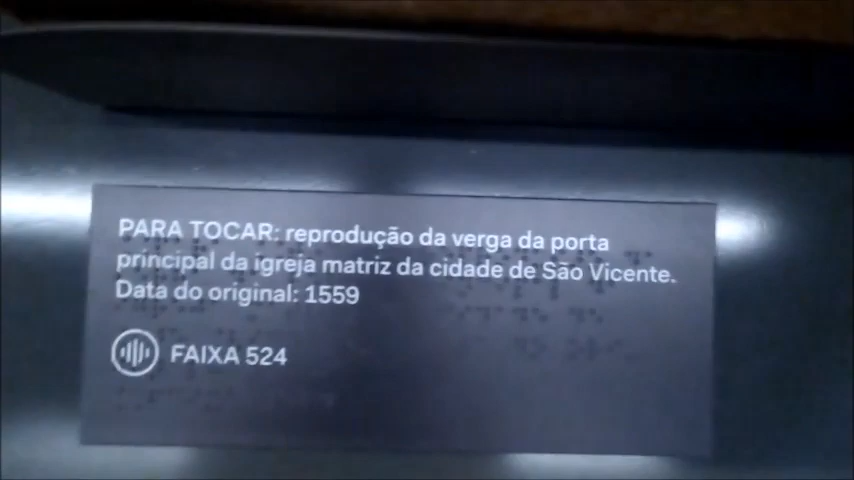 PARA TOCAR: reprodução da verga da porta
principal da igreja matriz da cidade de São Vicente.
Data do original: 1559
FAIXA 524